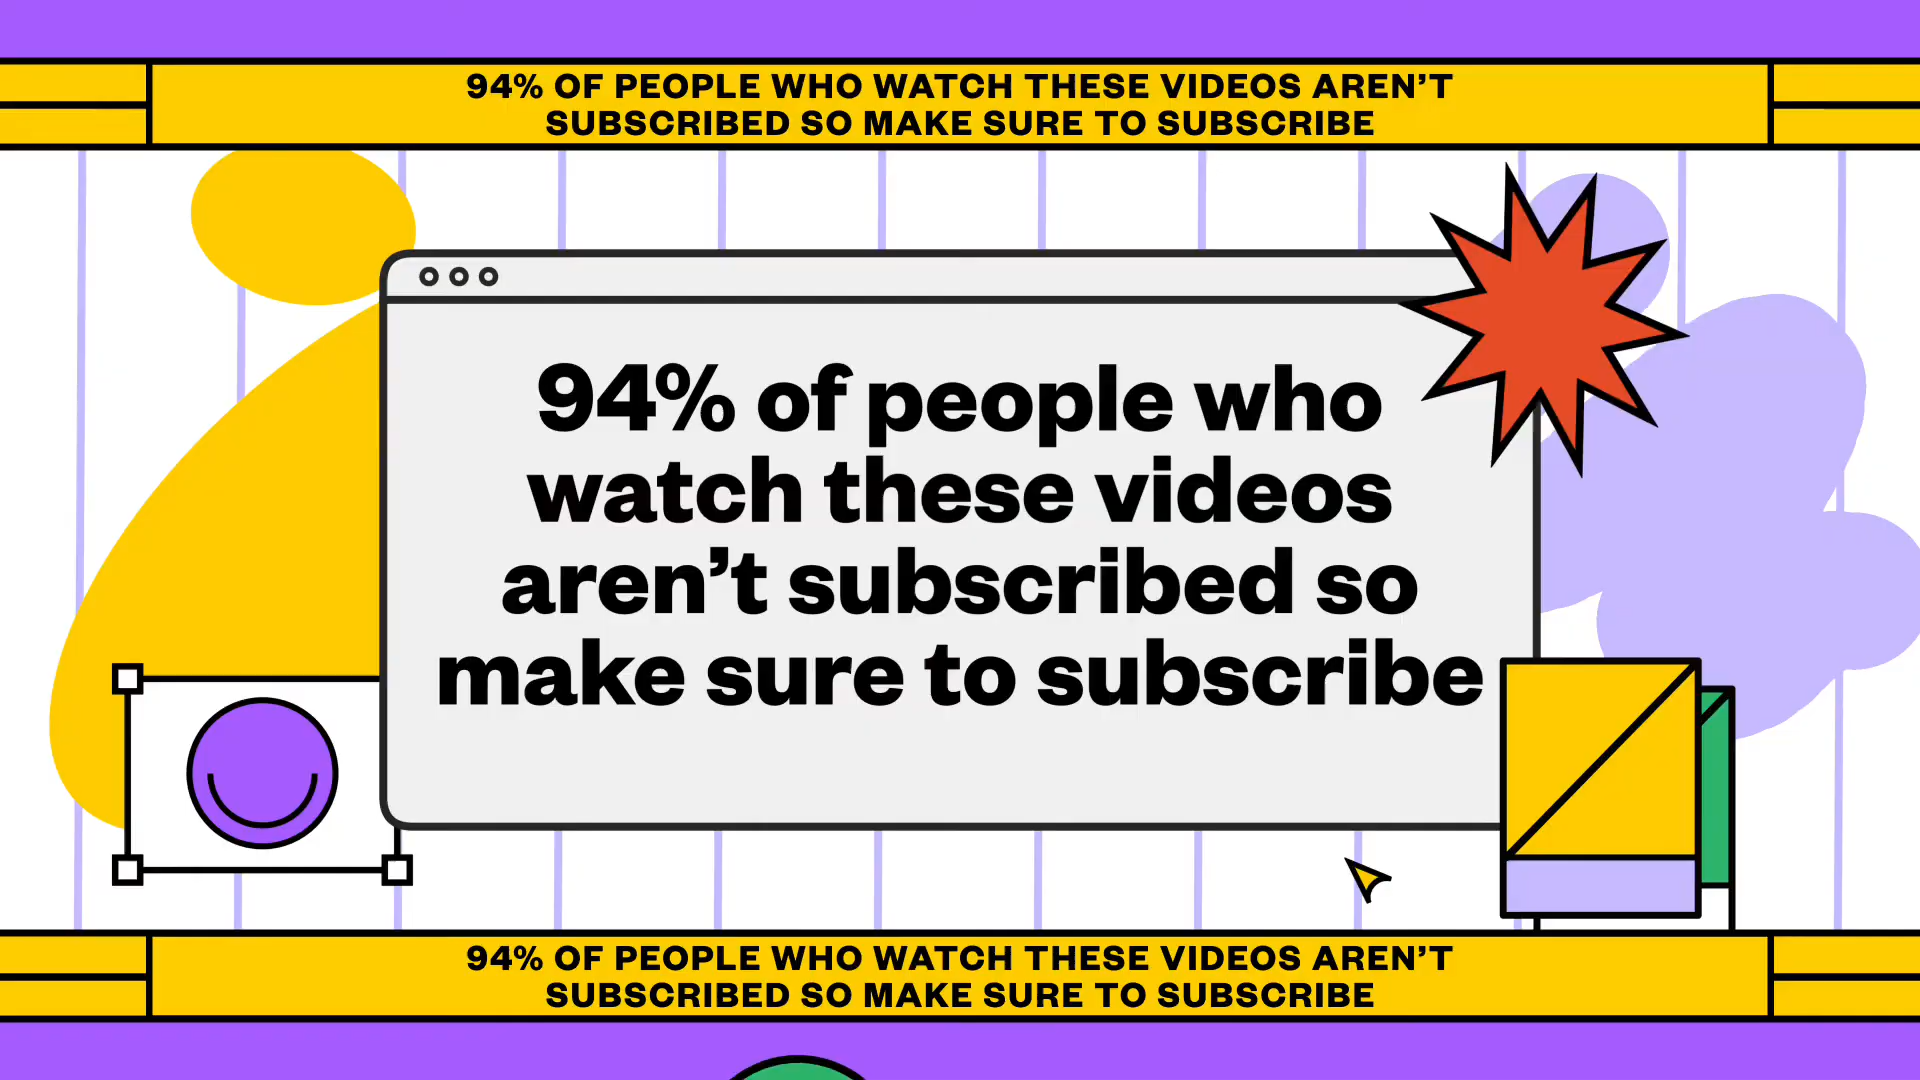 94% OF PEOPLE WHO WATCH THESE VIDEOS AREN’T
SUBSCRIBED SO MAKE SURE TO SUBSCRIBE
94% of people who
watch these videos
aren’t subscribed so
make sure to subscribe
94% OF PEOPLE WHO WATCH THESE VIDEOS AREN’T
SUBSCRIBED SO MAKE SURE TO SUBSCRIBE